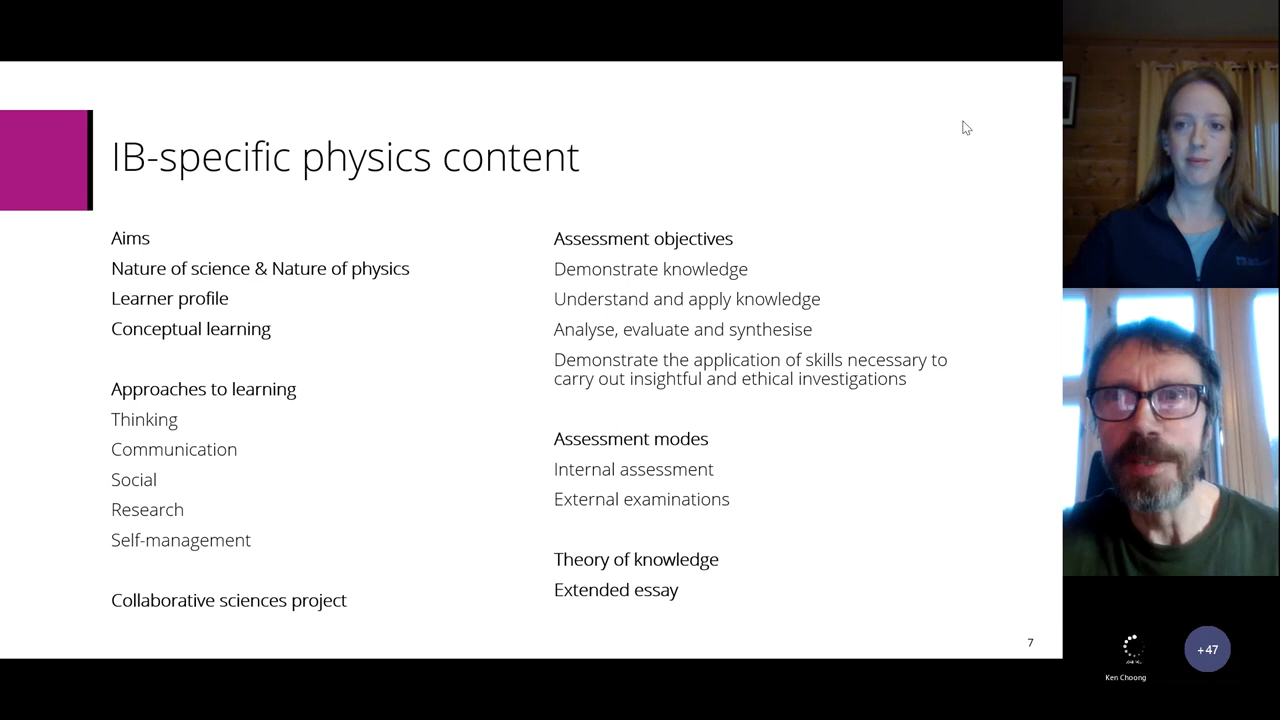 IB-specific physics content
Aims
Nature of science & Nature of physics
Learner profile
Conceptual learning
Approaches to learning
Thinking
Communication
Social
Research
Self-management
Collaborative sciences project
Assessment objectives
Demonstrate knowledge
Understand and apply knowledge
Analyse, evaluate and synthesise
Demonstrate the application of skills necessary to
carry out insightful and ethical investigations
Assessment modes
Internal assessment
External examinations
Theory of knowledge
Extended essay
7
Ken Choong
+47